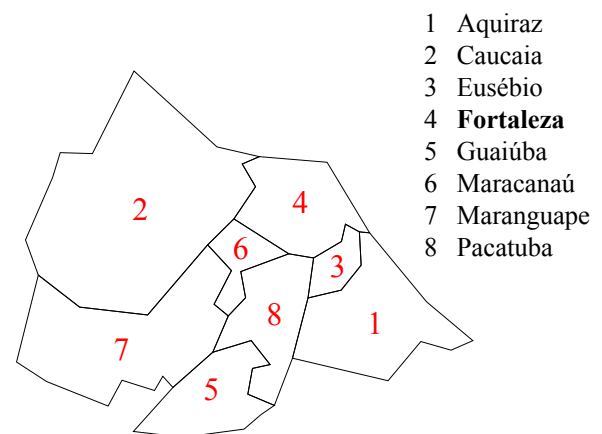 1 Aquiraz
2 Caucaia
3 Eusébio
4 Fortaleza
5 Guaiúba
6 Maracanaú
7 Maranguape
8 Pacatuba
2
4
6
3
8
1
7
5